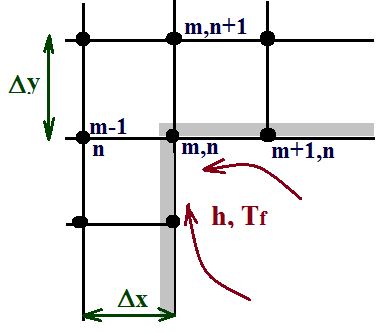 m,n+1
Δy
m-1
n
m,n
m+1,n
h, Tf
Δx